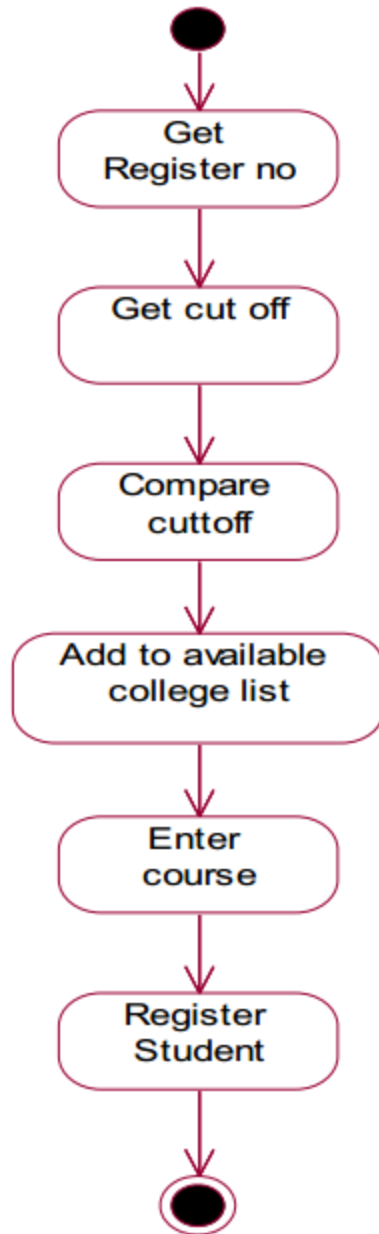 Get
Register no
Get cut off
Compare
cuttoff
Add to available
college list
Enter
course
Register
Student